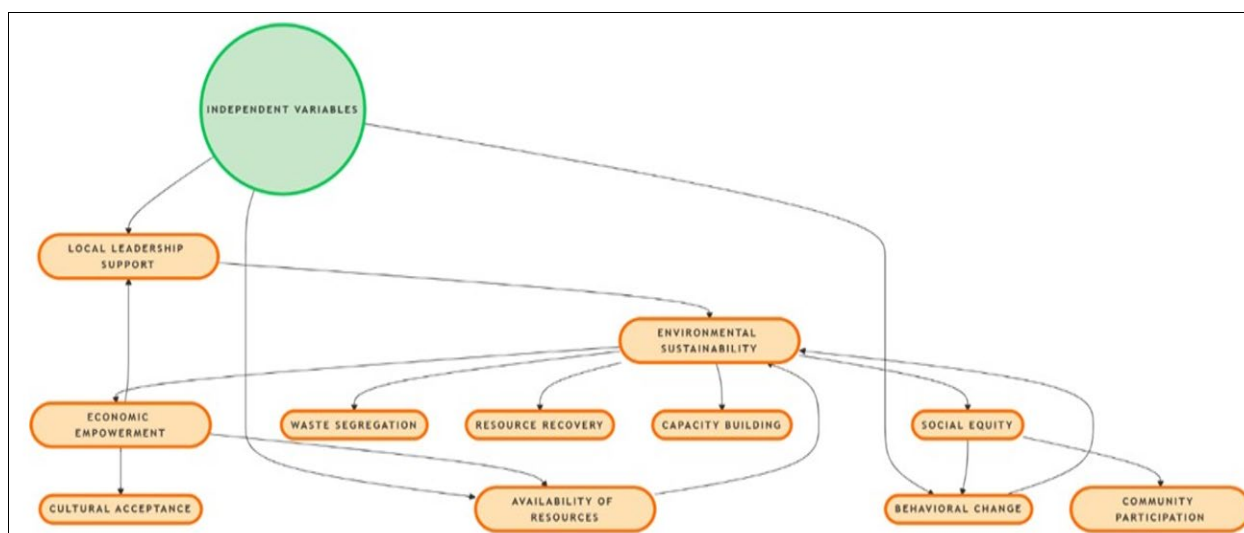 INDEPENDENT VARIABLES
LOCAL LEADERSHIP
SUPPORT
ENVIRONMENTAL
SUSTAINABILITY
ECONOMIC
EMPOWERMENT
WASTE SEGREGATION
RESOURCE RECOVERY
CAPACITY BUILDING
SOCIAL EQUITY
CULTURAL ACCEPTANCE
AVAILABILITY OF
RESOURCES
BEHAVIORAL CHANGE
COMMUNITY
PARTICIPATION